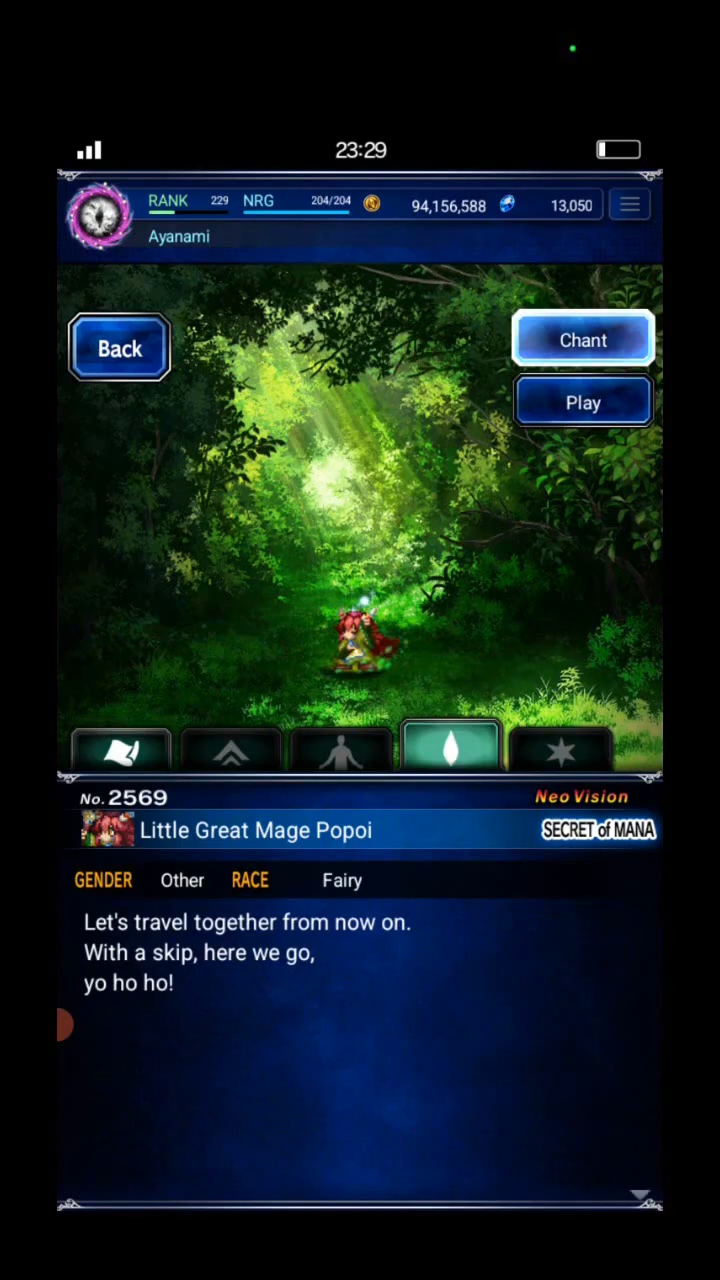 23:29
RANK 229 NRG 204/204 94,156,588 13,050
Ayanami
Back
Chant
Play
No. 2569 Neo Vision
Little Great Mage Popoi SECRET of MANA
GENDER Other RACE Fairy
Let's travel together from now on.
With a skip, here we go,
yo ho ho!